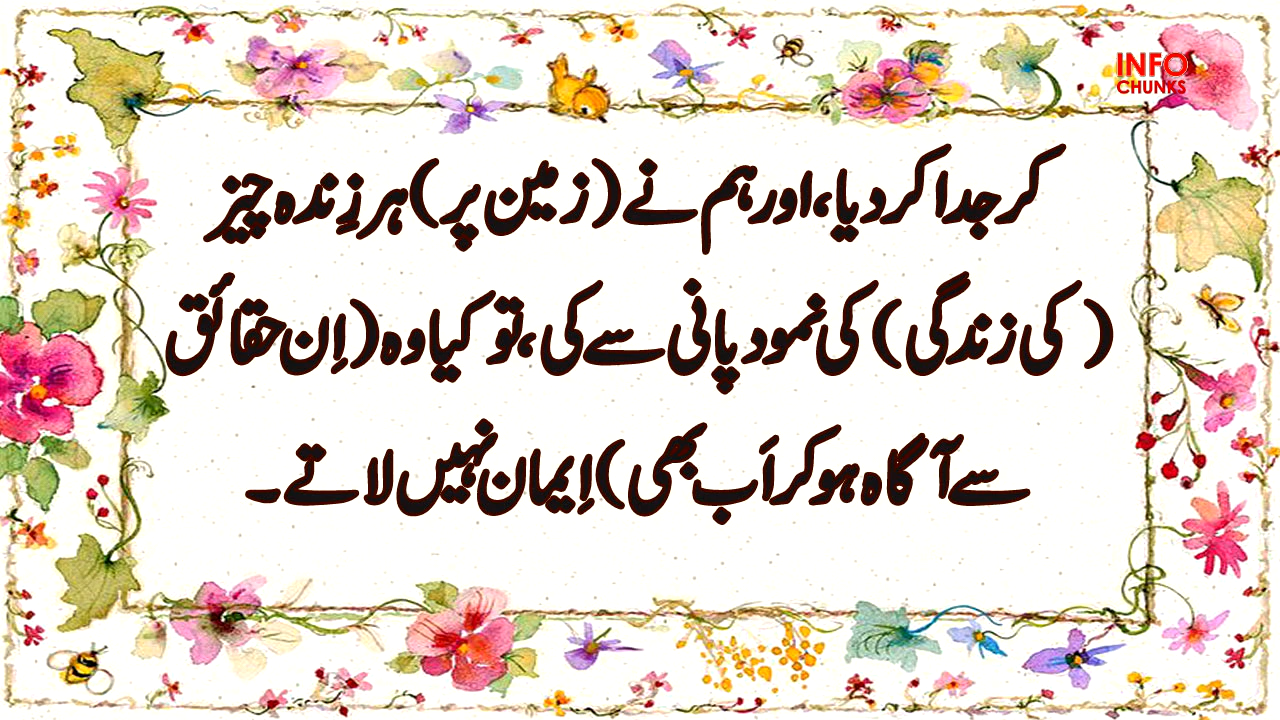 INFO
CHUNKS
کر جدا کر دیا، اور ہم نے (زمین پر) ہر زِندہ چیز
(کی زندگی) کی نمود پانی سے کی، تو کیا وہ (اِن حقائق
سے آگاہ ہو کر اَب بھی) اِیمان نہیں لاتے۔